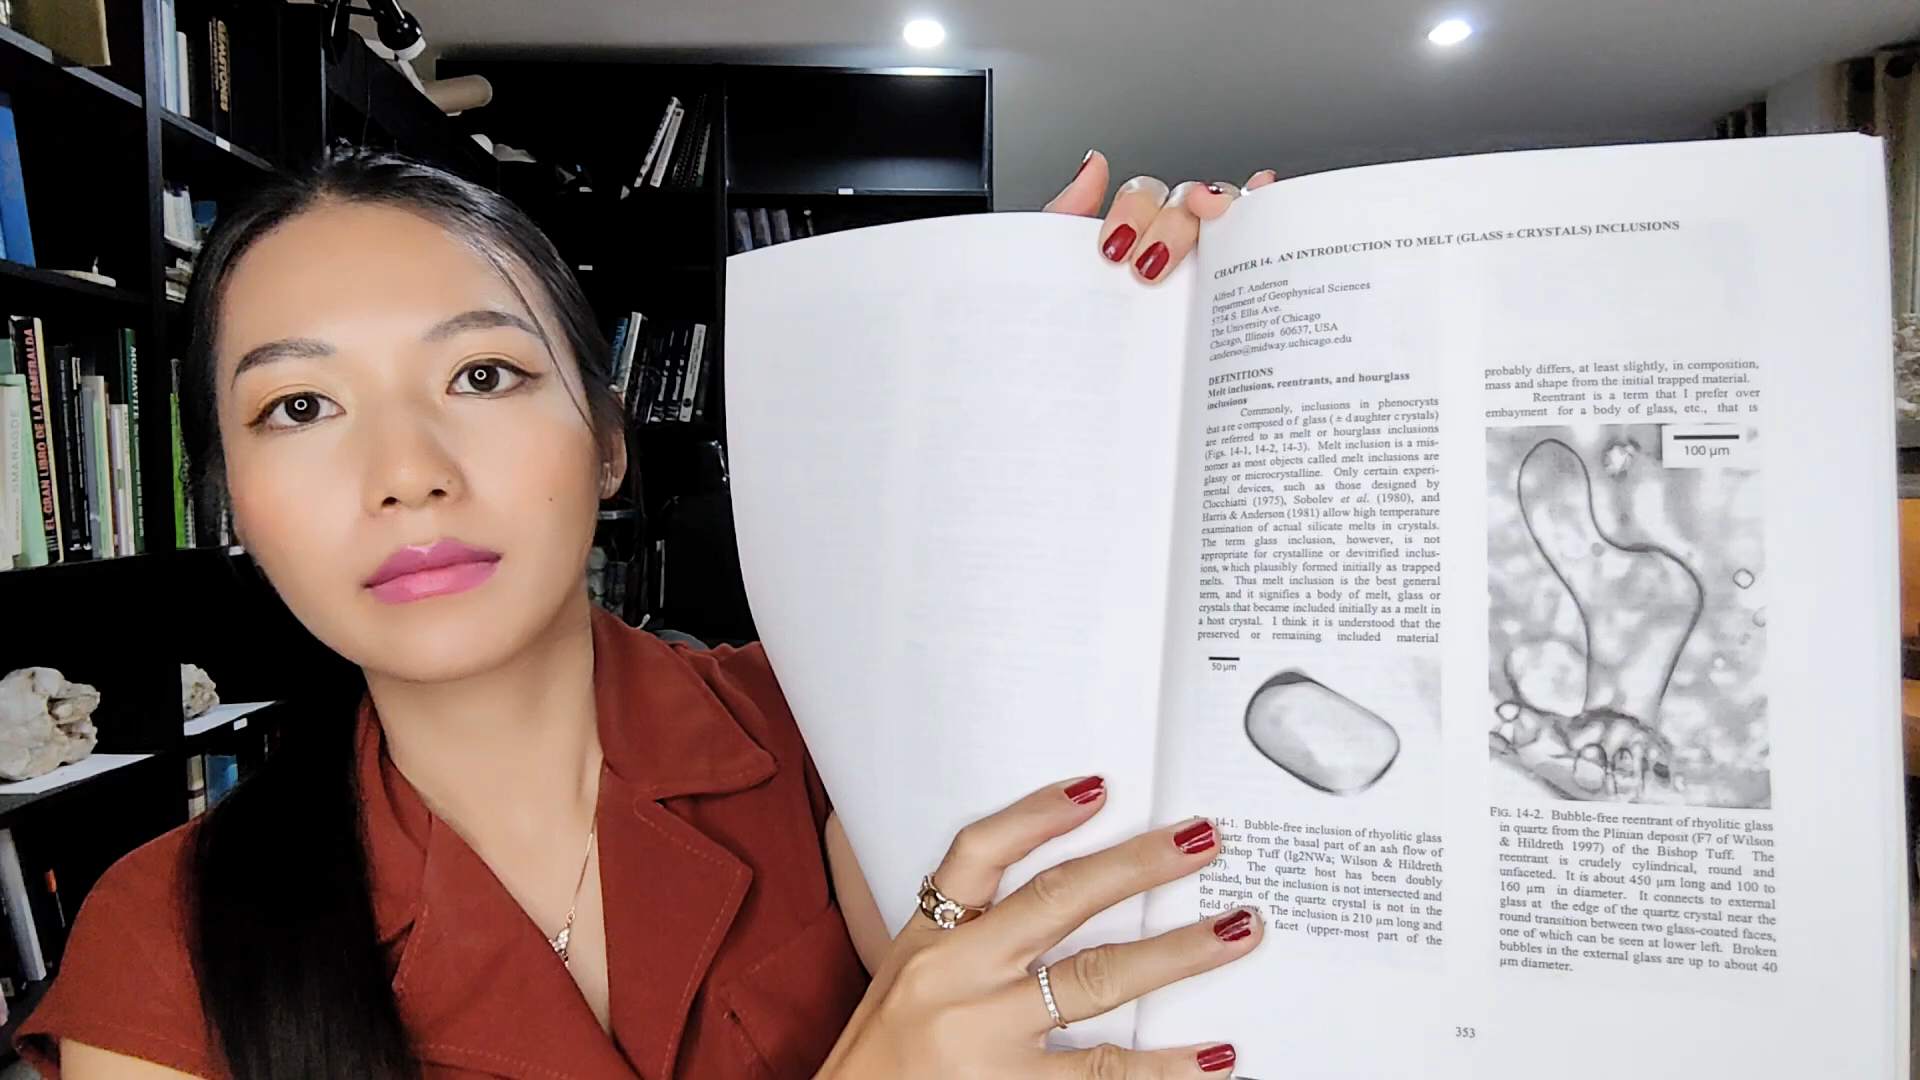 GEMSTONES
SMARAGDE
EL GRAN LIBRO DE LA ESMERALDA
MOLDAVITE
CHAPTER 14. AN INTRODUCTION TO MELT (GLASS ± CRYSTALS) INCLUSIONS
Alfred T. Anderson
Department of Geophysical Sciences
5734 S. Ellis Ave.
The University of Chicago
Chicago, Illinois 60637, USA
canderso@midway.uchicago.edu
DEFINITIONS
Melt inclusions, reentrants, and hourglass
inclusions
Commonly, inclusions in phenocrysts
that are composed of glass (± daughter crystals)
are referred to as melt or hourglass inclusions
(Figs. 14-1, 14-2, 14-3). Melt inclusion is a mis-
nomer as most objects called melt inclusions are
glassy or microcrystalline. Only certain experi-
mental devices, such as those designed by
Clocchiatti (1975), Sobolev et al. (1980), and
Harris & Anderson (1981) allow high temperature
examination of actual silicate melts in crystals.
The term glass inclusion, however, is not
appropriate for crystalline or devitrified inclus-
ions, which plausibly formed initially as trapped
melts. Thus melt inclusion is the best general
term, and it signifies a body of melt, glass or
crystals that became included initially as a melt in
a host crystal. I think it is understood that the
preserved or remaining included material
50 µm
14-1. Bubble-free inclusion of rhyolitic glass
quartz from the basal part of an ash flow of
Bishop Tuff (Ig2NWa; Wilson & Hildreth
97). The quartz host has been doubly
polished, but the inclusion is not intersected and
the margin of the quartz crystal is not in the
field of view. The inclusion is 210 µm long and
facet (upper-most part of the
probably differs, at least slightly, in composition,
mass and shape from the initial trapped material.
Reentrant is a term that I prefer over
embayment for a body of glass, etc., that is
100 µm
FIG. 14-2. Bubble-free reentrant of rhyolitic glass
in quartz from the Plinian deposit (F7 of Wilson
& Hildreth 1997) of the Bishop Tuff. The
reentrant is crudely cylindrical, round and
unfaceted. It is about 450 µm long and 100 to
160 µm in diameter. It connects to external
glass at the edge of the quartz crystal near the
round transition between two glass-coated faces,
one of which can be seen at lower left. Broken
bubbles in the external glass are up to about 40
µm diameter.
353